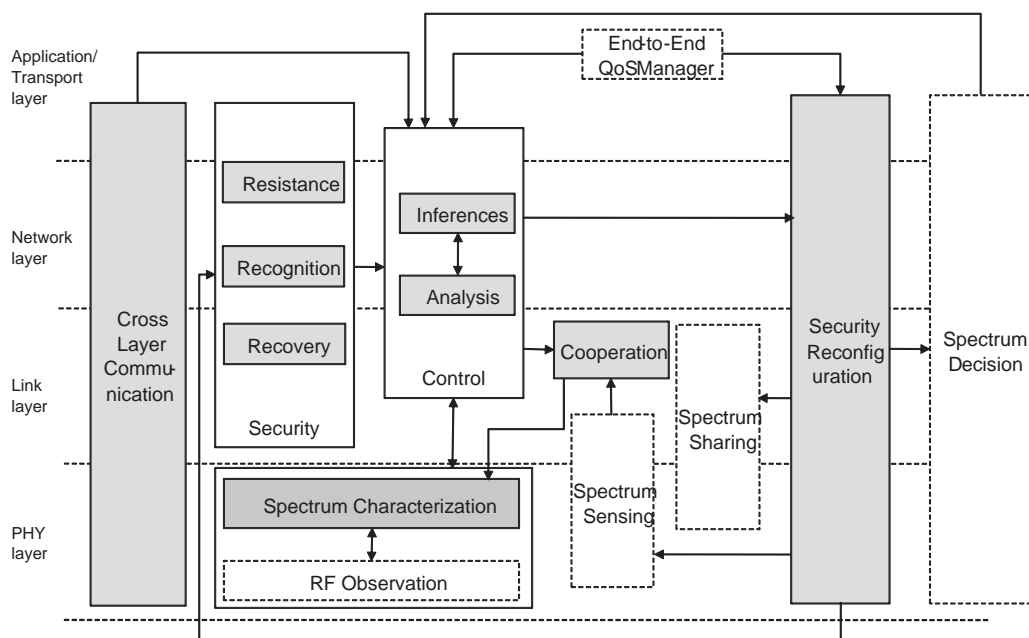 Application/
Transport
layer
End-to-End
QoSManager
Resistance
Network
layer
Inferences
Recognition
Analysis
Cross
Layer
Commu-
nication
Recovery
Cooperation
Security
Reconfig
uration
Spectrum
Decision
Link
layer
Control
Security
Spectrum
Sharing
Spectrum
Sensing
PHY
layer
Spectrum Characterization
RF Observation